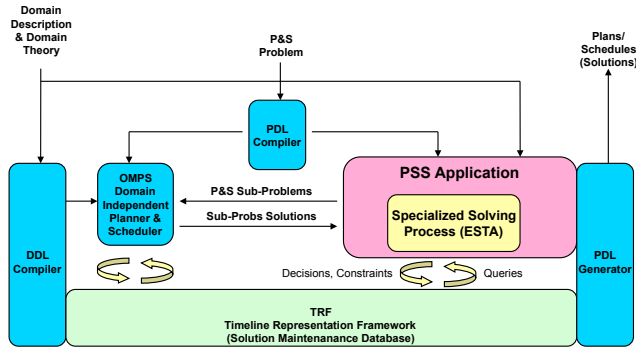 Domain
Description
& Domain
Theory
P&S
Problem
Plans/
Schedules
(Solutions)
PDL
Compiler
OMPS
Domain
Independent
Planner &
Scheduler
P&S Sub-Problems
Sub-Probs Solutions
PSS Application
Specialized Solving
Process (ESTA)
DDL
Compiler
PDL
Generator
Decisions, Constraints
Queries
TRF
Timeline Representation Framework
(Solution Maintenanance Database)